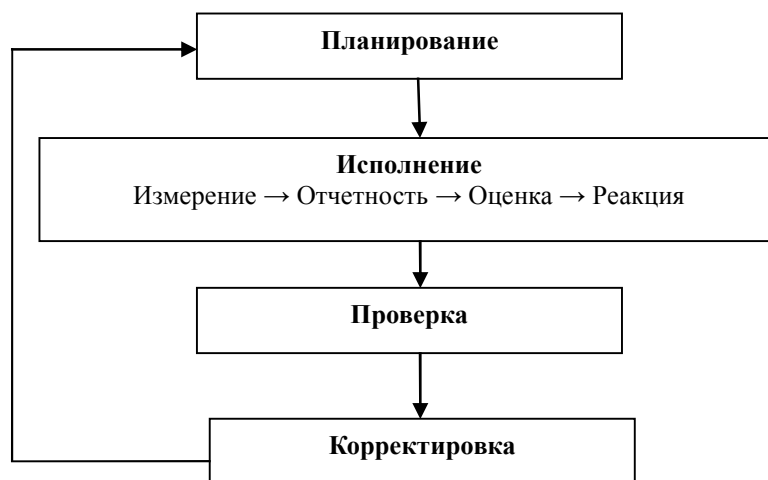 Планирование
Исполнение
Измерение → Отчетность → Оценка → Реакция
Проверка
Корректировка